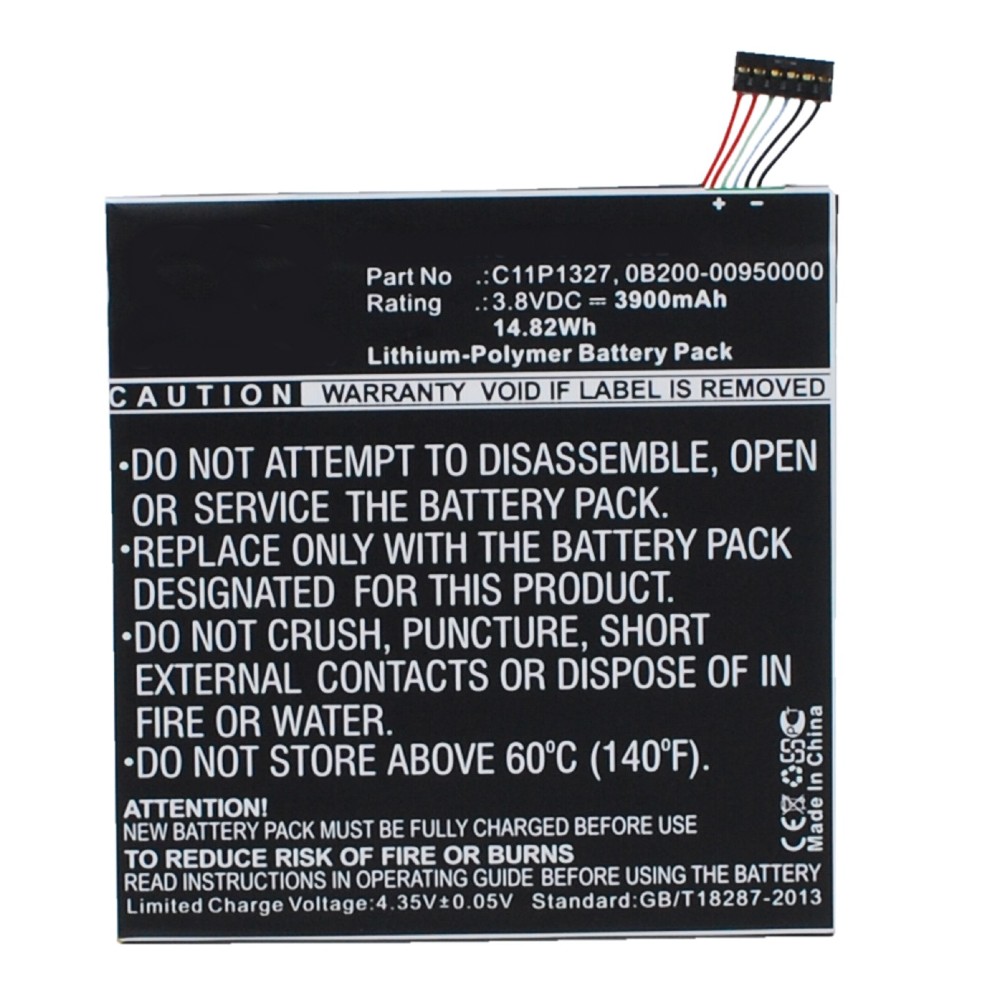 + −
Part No .:C11P1327, 0B200-00950000
Rating .:3.8VDC = 3900mAh
14.82Wh
Lithium-Polymer Battery Pack
CAUTION WARRANTY VOID IF LABEL IS REMOVED
•DO NOT ATTEMPT TO DISASSEMBLE, OPEN
OR SERVICE THE BATTERY PACK.
•REPLACE ONLY WITH THE BATTERY PACK
DESIGNATED FOR THIS PRODUCT.
•DO NOT CRUSH, PUNCTURE, SHORT
EXTERNAL CONTACTS OR DISPOSE OF IN
FIRE OR WATER.
•DO NOT STORE ABOVE 60°C (140°F).
ATTENTION!
NEW BATTERY PACK MUST BE FULLY CHARGED BEFORE USE
TO REDUCE RISK OF FIRE OR BURNS
READ INSTRUCTIONS IN OPERATING GUIDE BEFORE USING THE BATTERY
Limited Charge Voltage:4.35V±0.05V Standard:GB/T18287-2013
CE
Made in China